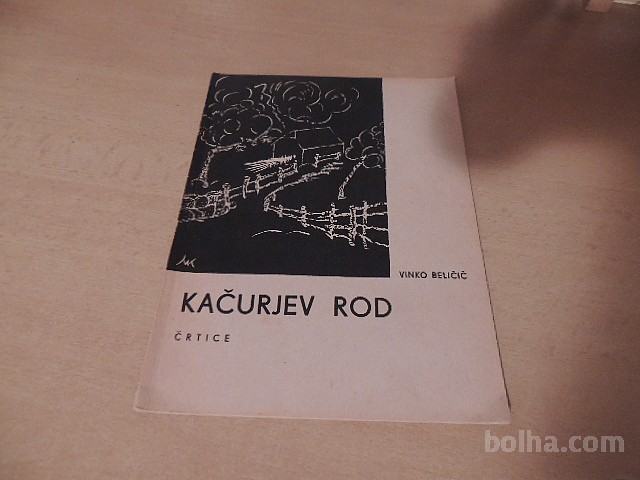 VINKO BELIČIČ
KAČURJEV ROD
ČRTICE
bolha.com